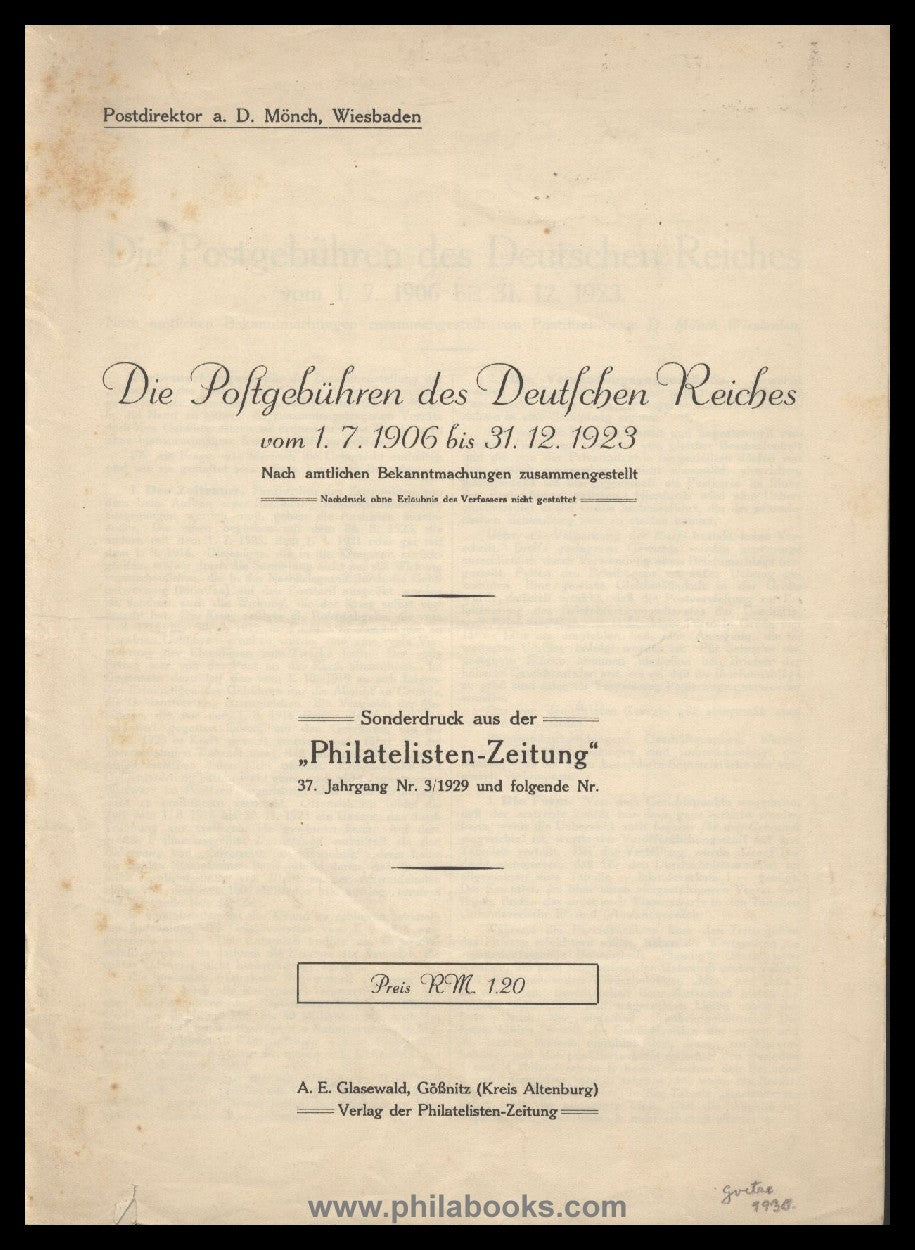 Postdirektor a. D. Mönch, Wiesbaden
Die Postgebühren des Deutschen Reiches
vom 1. 7. 1906 bis 31. 12. 1923
Nach amtlichen Bekanntmachungen zusammengestellt
Nachdruck ohne Erlaubnis des Verfassers nicht gestattet
Sonderdruck aus der
„Philatelisten-Zeitung“
37. Jahrgang Nr. 3/1929 und folgende Nr.
Preis RM. 1.20
A. E. Glasewald, Gößnitz (Kreis Altenburg)
Verlag der Philatelisten-Zeitung
www.philabooks.com